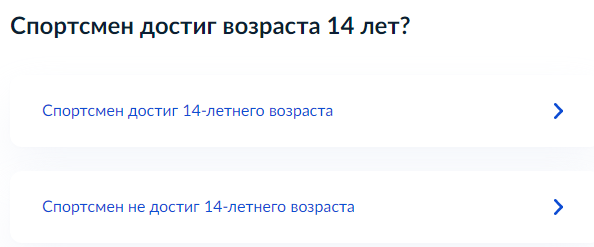 Спортсмен достиг возраста 14 лет?
Спортсмен достиг 14-летнего возраста
Спортсмен не достиг 14-летнего возраста